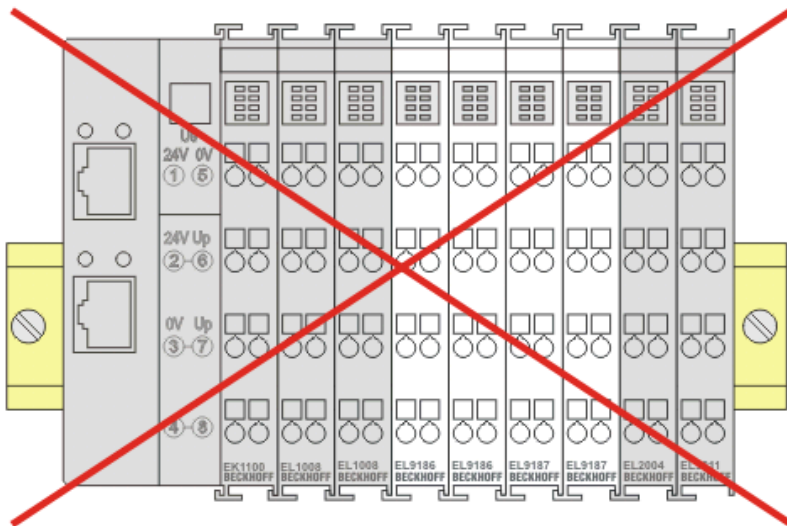 Us
24V 0V
1 5
24V Up
2 6
0V Up
3 7
4 8
EK1100 EL1008 EL1008 EL9186 EL9186 EL9187 EL9187 EL2004
BECKHOFF BECKHOFF BECKHOFF BECKHOFF BECKHOFF BECKHOFF BECKHOFF BECKHOFF BECKHOFF